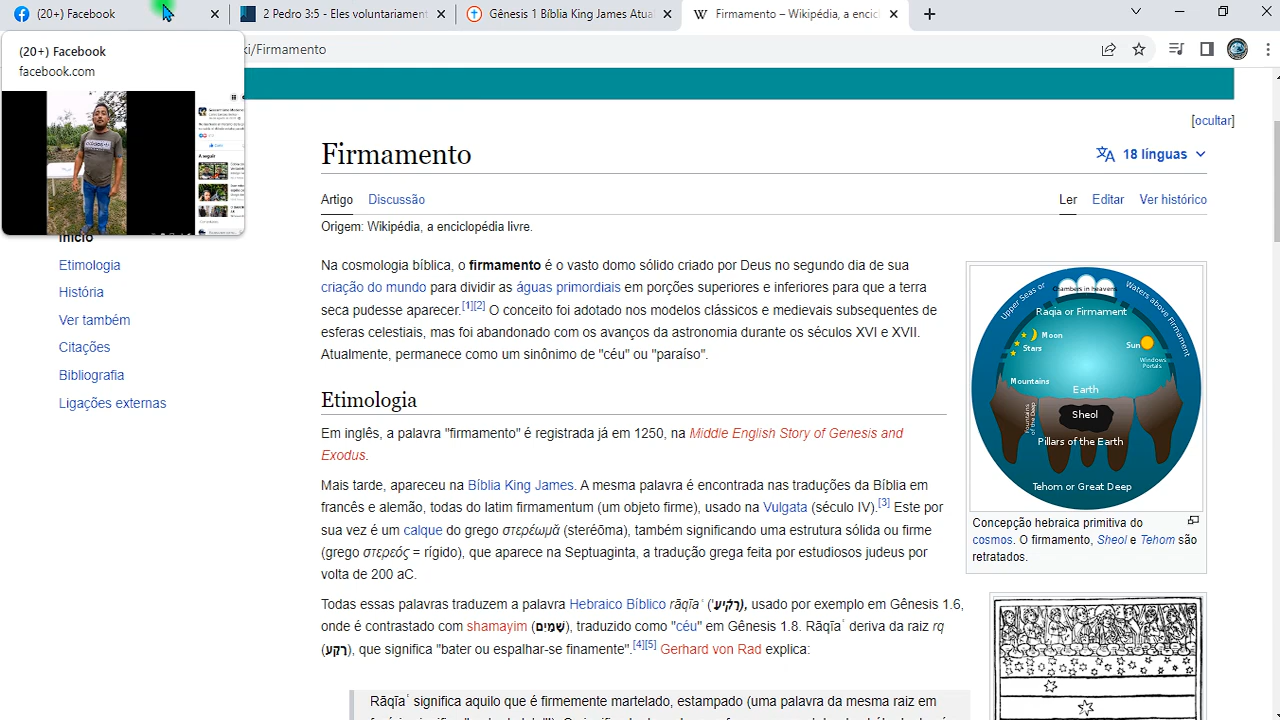 (20+) Facebook
2 Pedro 3:5 - Eles voluntariament
Gênesis 1 Bíblia King James Atual
Firmamento – Wikipédia, a encicl
ki/Firmamento
(20+) Facebook
facebook.com
A seguir
[ocultar]
Firmamento
18 línguas
Artigo
Discussão
Ler
Editar
Ver histórico
Origem: Wikipédia, a enciclopédia livre.
Início
Etimologia
História
Ver também
Citações
Bibliografia
Ligações externas
Na cosmologia bíblica, o firmamento é o vasto domo sólido criado por Deus no segundo dia de sua
criação do mundo para dividir as águas primordiais em porções superiores e inferiores para que a terra
seca pudesse aparecer.[1][2] O conceito foi adotado nos modelos clássicos e medievais subsequentes de
esferas celestiais, mas foi abandonado com os avanços da astronomia durante os séculos XVI e XVII.
Atualmente, permanece como um sinônimo de "céu" ou "paraíso".
Etimologia
Em inglês, a palavra "firmamento" é registrada já em 1250, na Middle English Story of Genesis and
Exodus.
Mais tarde, apareceu na Bíblia King James. A mesma palavra é encontrada nas traduções da Bíblia em
francês e alemão, todas do latim firmamentum (um objeto firme), usado na Vulgata (século IV).[3] Este por
sua vez é um calque do grego στερέωμᾰ (steréōma), também significando uma estrutura sólida ou firme
(grego στερεός = rígido), que aparece na Septuaginta, a tradução grega feita por estudiosos judeus por
volta de 200 aC.
Todas essas palavras traduzem a palavra Hebraico Bíblico rāqīaʿ (רָקִ֫יעַ'), usado por exemplo em Gênesis 1.6,
onde é contrastado com shamayim (שָׁמַיִם), traduzido como "céu" em Gênesis 1.8. Rāqīaʿ deriva da raiz rq
(רָקַע), que significa "bater ou espalhar-se finamente".[4][5] Gerhard von Rad explica:
Rāqīaʿ significa aquilo que é firmemente martelado, estampado (uma palavra da mesma raiz em
Upper Seas or
Chambers in heavens
Waters above Firmament
Raqia or Firmament
Moon
Stars
Sun
Windows
Portals
Mountains
Earth
Sheol
Fountains
of the Deep
Pillars of the Earth
Tehom or Great Deep
Concepção hebraica primitiva do
cosmos. O firmamento, Sheol e Tehom são
retratados.